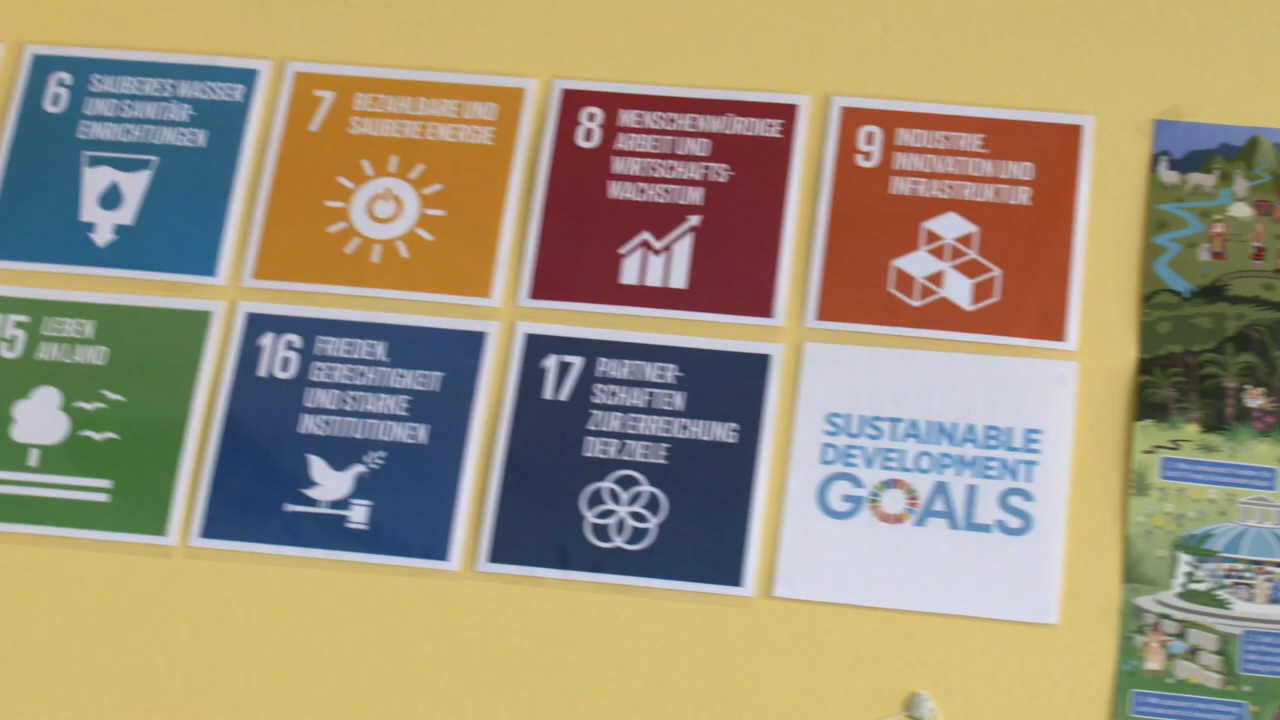 6 SAUBERES WASSER
UND SANITÄR-
EINRICHTUNGEN
7 BEZAHLBARE UND
SAUBERE ENERGIE
8 MENSCHENWÜRDIGE
ARBEIT UND
WIRTSCHAFTS-
WACHSTUM
9 INDUSTRIE,
INNOVATION UND
INFRASTRUKTUR
15 LEBEN
AN LAND
16 FRIEDEN,
GERECHTIGKEIT
UND STARKE
INSTITUTIONEN
17 PARTNER-
SCHAFTEN
ZUR ERREICHUNG
DER ZIELE
SUSTAINABLE
DEVELOPMENT
GOALS